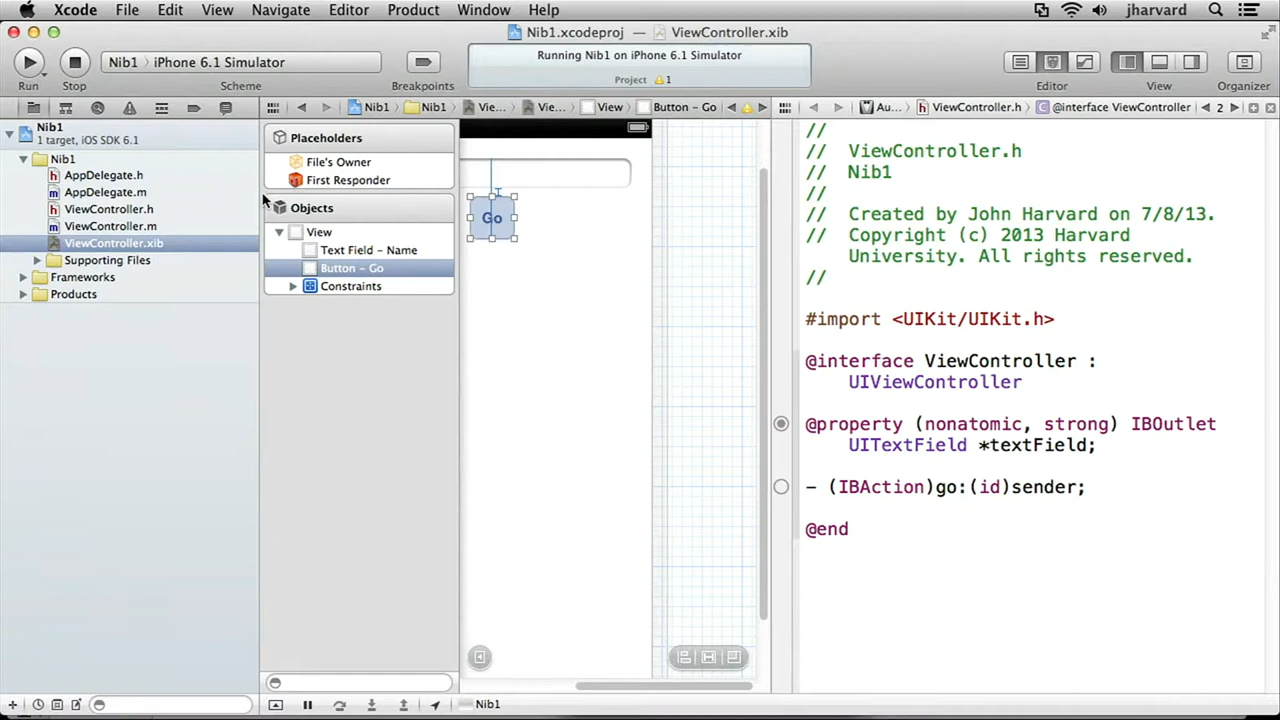 Xcode File Edit View Navigate Editor Product Window Help jharvard
Nib1.xcodeproj — ViewController.xib
Run Stop Nib1 〉 iPhone 6.1 Simulator
Scheme
Breakpoints
Running Nib1 on iPhone 6.1 Simulator
Project 1
Editor View Organizer
Nib1 Nib1 Vie... Vie... View Button – Go
Au... ViewController.h @interface ViewController 2
Nib1
1 target, iOS SDK 6.1
Nib1
AppDelegate.h
AppDelegate.m
ViewController.h
ViewController.m
ViewController.xib
Supporting Files
Frameworks
Products
Placeholders
File's Owner
First Responder
Objects
View
Text Field – Name
Button – Go
Constraints
Go
//
// ViewController.h
// Nib1
//
// Created by John Harvard on 7/8/13.
// Copyright (c) 2013 Harvard
University. All rights reserved.
//
#import <UIKit/UIKit.h>
@interface ViewController :
UIViewController
@property (nonatomic, strong) IBOutlet
UITextField *textField;
- (IBAction)go:(id)sender;
@end
Nib1